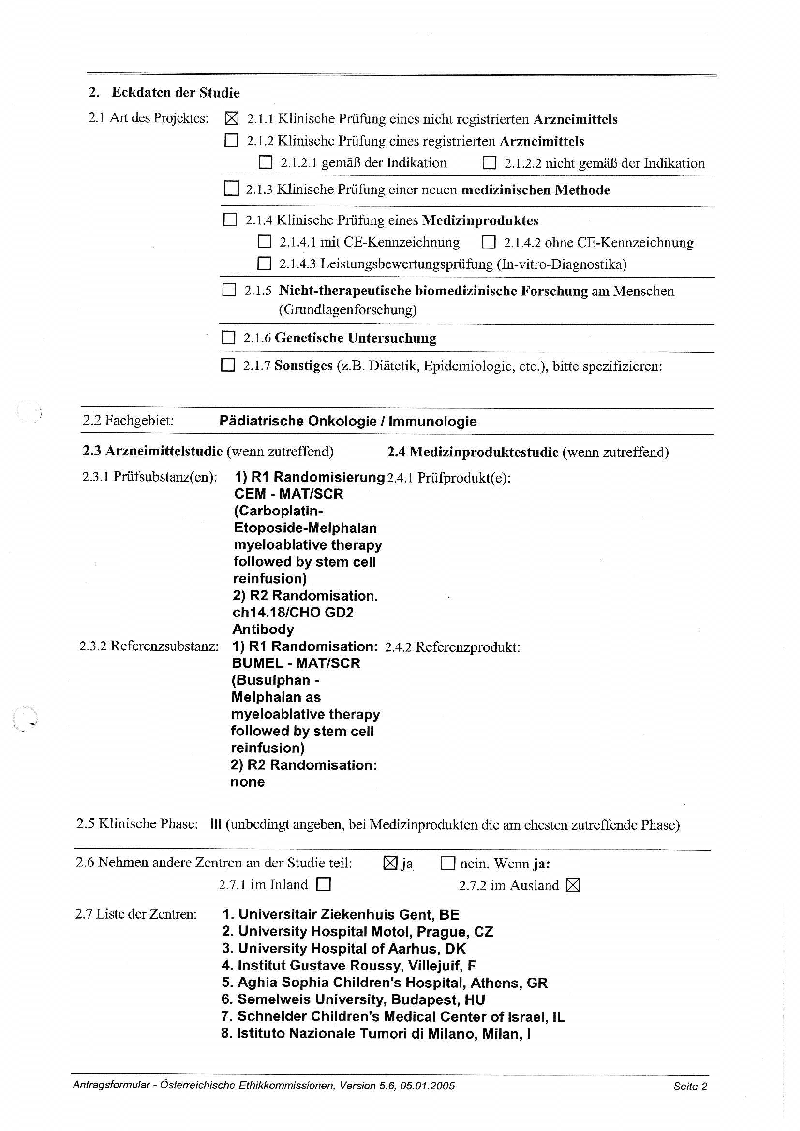 2. Eckdaten der Studie
2.1 Art des Projektes: ☒ 2.1.1 Klinische Prüfung eines nicht registrierten Arzneimittels
☐ 2.1.2 Klinische Prüfung eines registrierten Arzneimittels
☐ 2.1.2.1 gemäß der Indikation ☐ 2.1.2.2 nicht gemäß der Indikation
☐ 2.1.3 Klinische Prüfung einer neuen medizinischen Methode
☐ 2.1.4 Klinische Prüfung eines Medizinproduktes
☐ 2.1.4.1 mit CE-Kennzeichnung ☐ 2.1.4.2 ohne CE-Kennzeichnung
☐ 2.1.4.3 Leistungsbewertungsprüfung (In-vitro-Diagnostika)
☐ 2.1.5 Nicht-therapeutische biomedizinische Forschung am Menschen
(Grundlagenforschung)
☐ 2.1.6 Genetische Untersuchung
☐ 2.1.7 Sonstiges (z.B. Diätetik, Epidemiologie, etc.), bitte spezifizieren:
2.2 Fachgebiet: Pädiatrische Onkologie / Immunologie
2.3 Arzneimittelstudie (wenn zutreffend) 2.4 Medizinproduktestudie (wenn zutreffend)
2.3.1 Prüfsubstanz(en): 1) R1 Randomisierung 2.4.1 Prüfprodukt(e):
CEM - MAT/SCR
(Carboplatin-
Etoposide-Melphalan
myeloablative therapy
followed by stem cell
reinfusion)
2) R2 Randomisation.
ch14.18/CHO GD2
Antibody
2.3.2 Referenzsubstanz: 1) R1 Randomisation: 2.4.2 Referenzprodukt:
BUMEL - MAT/SCR
(Busulphan -
Melphalan as
myeloablative therapy
followed by stem cell
reinfusion)
2) R2 Randomisation:
none
2.5 Klinische Phase: III (unbedingt angeben, bei Medizinprodukten die am ehesten zutreffende Phase)
2.6 Nehmen andere Zentren an der Studie teil: ☒ ja ☐ nein. Wenn ja:
2.7.1 im Inland ☐ 2.7.2 im Ausland ☒
2.7 Liste der Zentren: 1. Universitair Ziekenhuis Gent, BE
2. University Hospital Motol, Prague, CZ
3. University Hospital of Aarhus, DK
4. Institut Gustave Roussy, Villejuif, F
5. Aghia Sophia Children's Hospital, Athens, GR
6. Semelweis University, Budapest, HU
7. Schneider Children's Medical Center of Israel, IL
8. Istituto Nazionale Tumori di Milano, Milan, I
Antragsformular - Österreichische Ethikkommissionen, Version 5.6, 05.01.2005 Seite 2